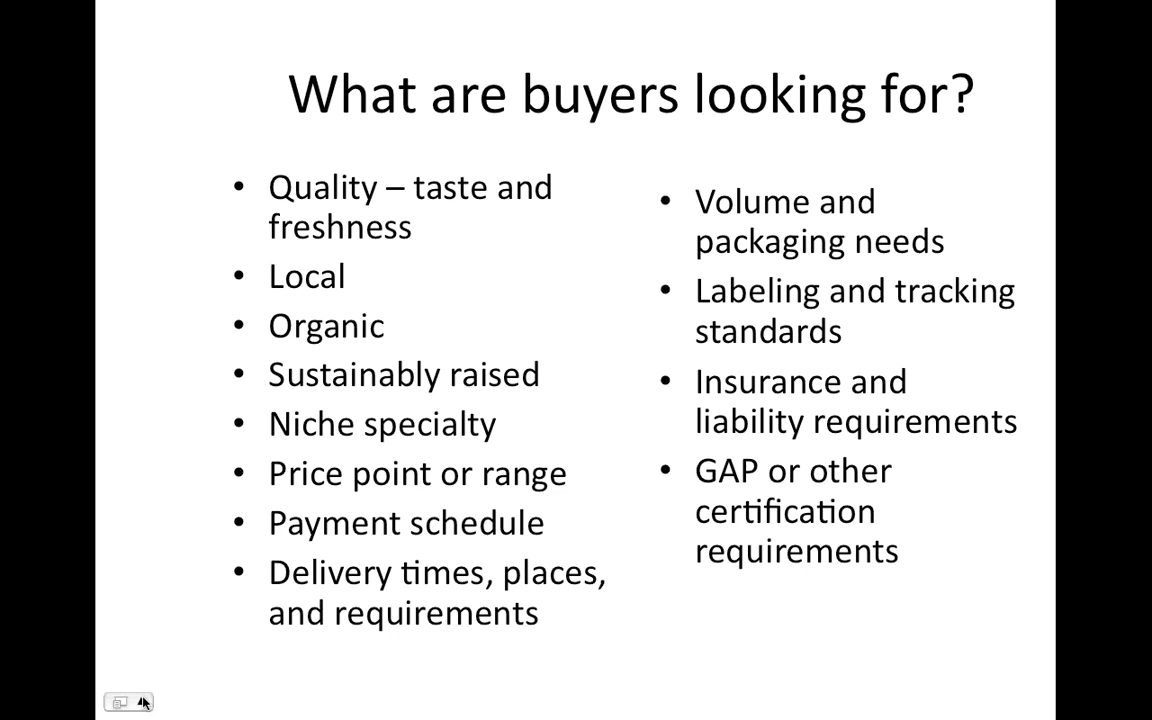 What are buyers looking for?
• Quality – taste and
freshness
• Local
• Organic
• Sustainably raised
• Niche specialty
• Price point or range
• Payment schedule
• Delivery times, places,
and requirements
• Volume and
packaging needs
• Labeling and tracking
standards
• Insurance and
liability requirements
• GAP or other
certification
requirements